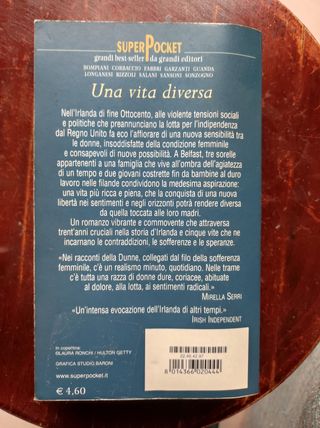 SUPERPOCKET
grandi best-seller da grandi editori
BOMPIANI CORBACCIO FABBRI GARZANTI GUANDA
LONGANESI RIZZOLI SALANI SANSONI SONZOGNO
Una vita diversa
Nell'Irlanda di fine Ottocento, alle violente tensioni sociali
e politiche che preannunciano la lotta per l'indipendenza
dal Regno Unito fa eco l'affiorare di una nuova sensibilità tra
le donne, insoddisfatte della condizione femminile
e consapevoli di nuove possibilità. A Belfast, tre sorelle
appartenenti a una famiglia che vive all'ombra dell'agiatezza
di un tempo e due giovani costrette fin da bambine al duro
lavoro nelle filande condividono la medesima aspirazione:
una vita più ricca e piena, che la conquista di una nuova
libertà nei sentimenti e negli orizzonti potrà rendere diversa
da quella toccata alle loro madri.
Un romanzo vibrante e commovente che attraversa
trent'anni cruciali nella storia d'Irlanda e cinque vite che ne
incarnano le contraddizioni, le sofferenze e le speranze.
«Nei racconti della Dunne, collegati dal filo della sofferenza
femminile, c'è un realismo minuto, quotidiano. Nelle trame
c'è tutta una razza di donne dure, coriacee, abituate
al dolore, alla lotta, ai sentimenti radicali.»
MIRELLA SERRI
«Un'intensa evocazione dell'Irlanda di altri tempi.»
IRISH INDEPENDENT
In copertina:
©LAURA RONCHI / HULTON GETTY
GRAFICA STUDIO BARONI
www.superpocket.it
€ 4,60
8 014366 020444